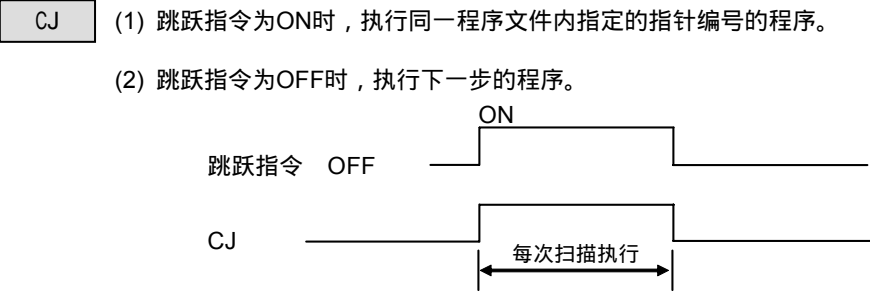 CJ (1) 跳跃指令为ON时，执行同一程序文件内指定的指针编号的程序。
(2) 跳跃指令为OFF时，执行下一步的程序。
ON
跳跃指令 OFF
CJ
每次扫描执行